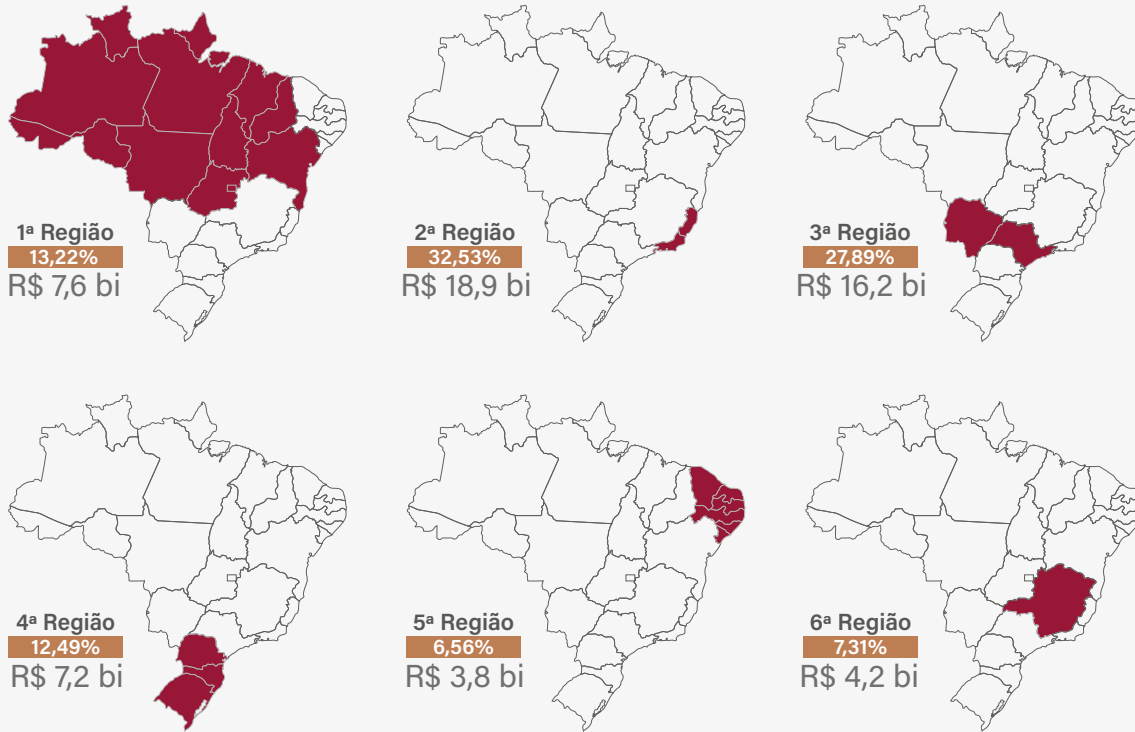 1ª Região
13,22%
R$ 7,6 bi
2ª Região
32,53%
R$ 18,9 bi
3ª Região
27,89%
R$ 16,2 bi
4ª Região
12,49%
R$ 7,2 bi
5ª Região
6,56%
R$ 3,8 bi
6ª Região
7,31%
R$ 4,2 bi